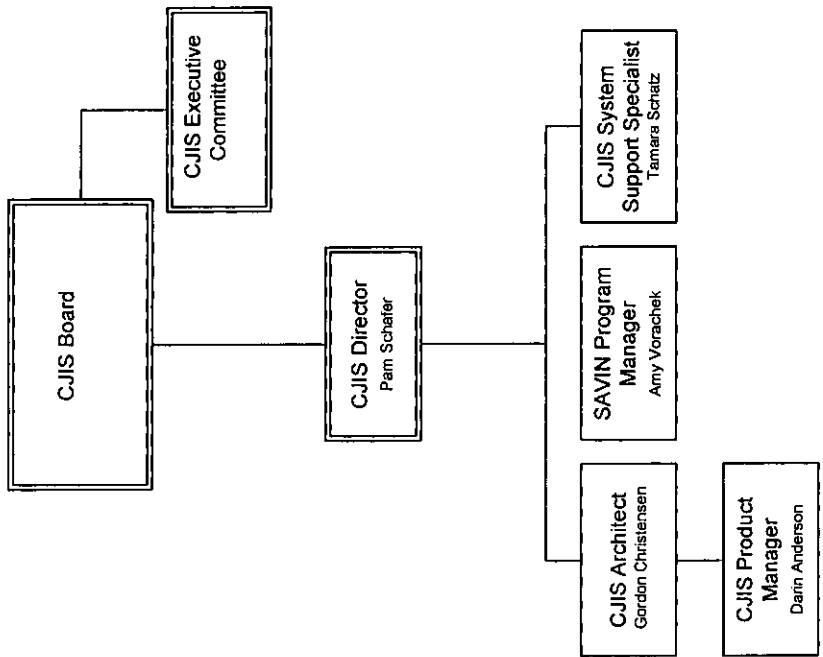 CJIS Board
CJIS Executive
Committee
CJIS Director
Pam Schafer
CJIS Architect
Gordon Christensen
SAVIN Program
Manager
Amy Vorachek
CJIS System
Support Specialist
Tamara Schatz
CJIS Product
Manager
Darin Anderson